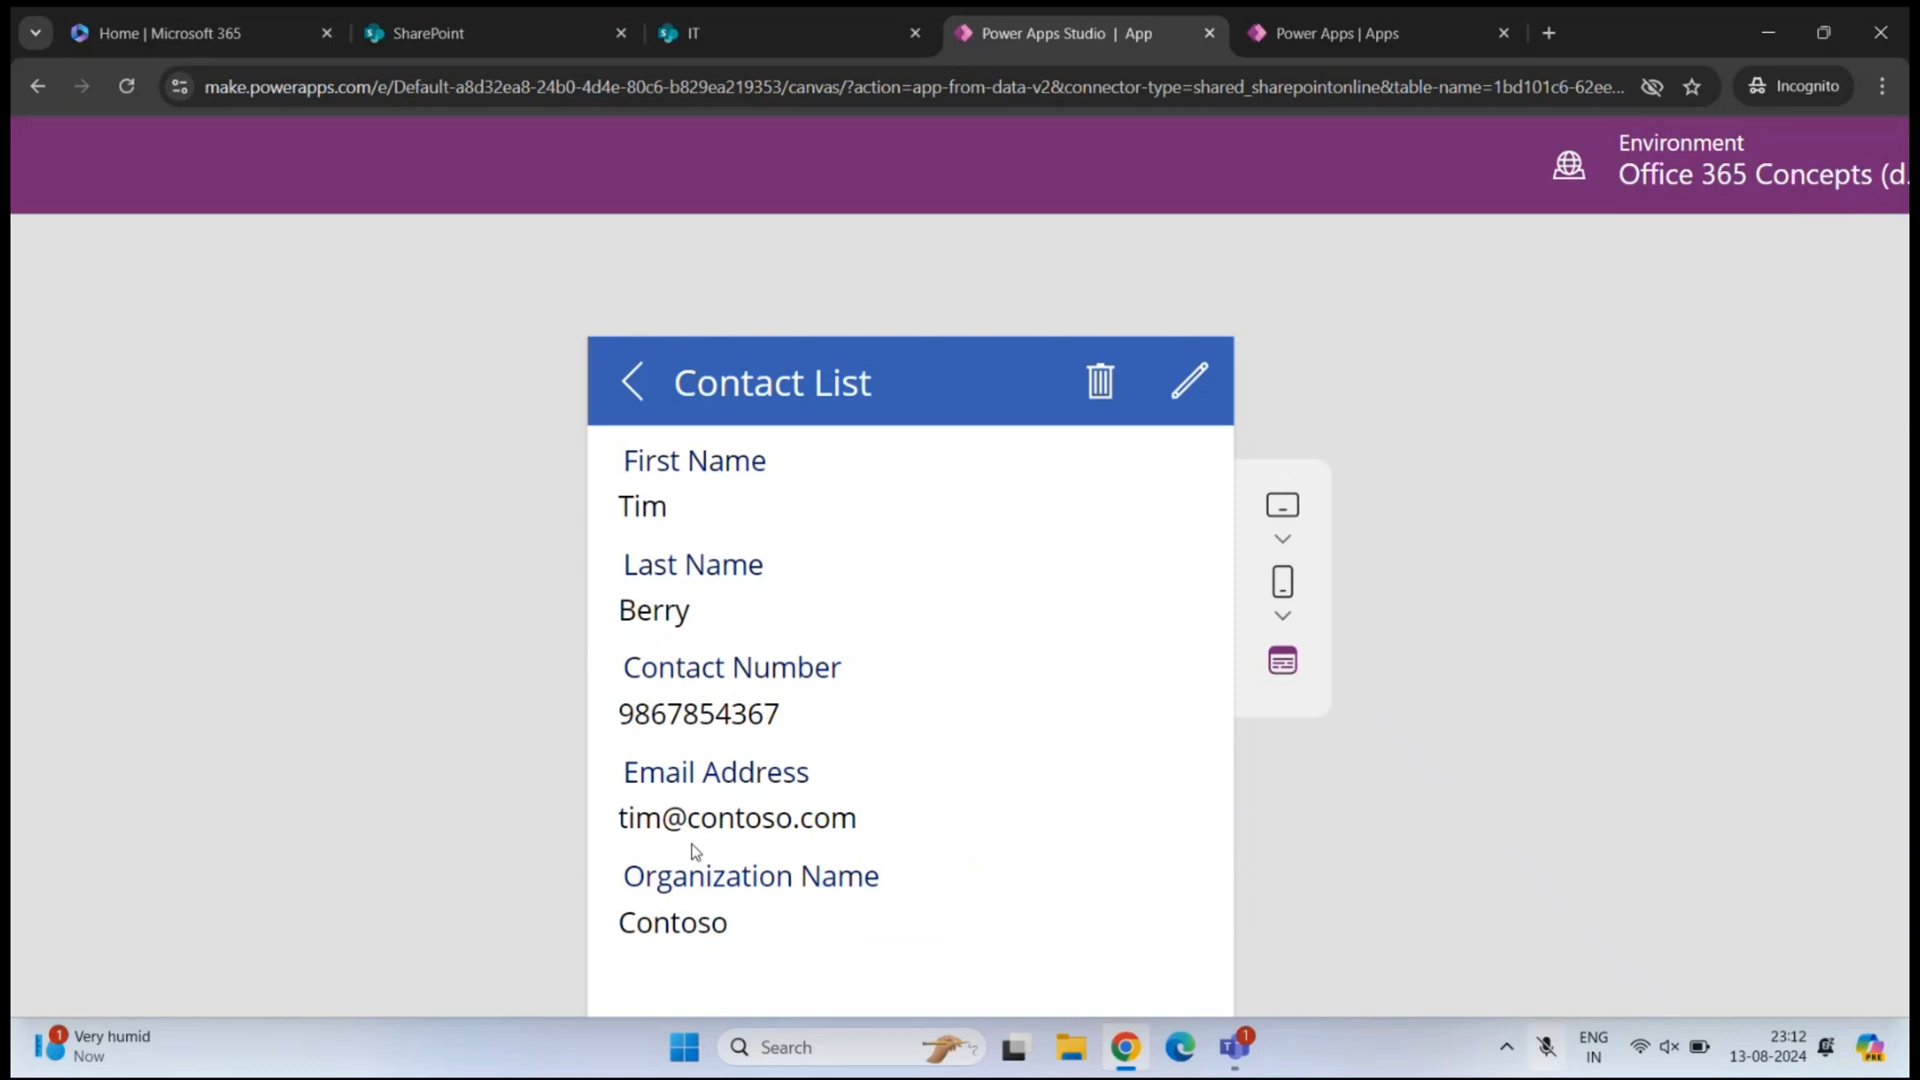 Home | Microsoft 365
SharePoint
IT
Power Apps Studio | App
Power Apps | Apps
make.powerapps.com/e/Default-a8d32ea8-24b0-4d4e-80c6-b829ea219353/canvas/?action=app-from-data-v2&connector-type=shared_sharepointonline&table-name=1bd101c6-62ee...
Incognito
Environment
Office 365 Concepts (d.
Contact List
First Name
Tim
Last Name
Berry
Contact Number
9867854367
Email Address
tim@contoso.com
Organization Name
Contoso
1
Very humid
Now
Search
1
ENG
IN
23:12
13-08-2024
PRE